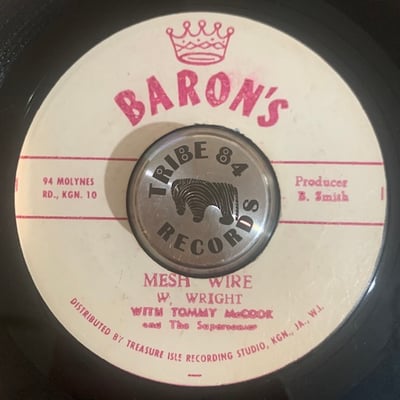 BARON'S
94 MOLYNES
RD., KGN. 10
Producer
B. Smith
TRIBE 84
RECORDS
MESH WIRE
W. WRIGHT
WITH TOMMY McCOOK
and The Supersonics
DISTRIBUTED BY TREASURE ISLE RECORDING STUDIO, KGN., JA., W.I.